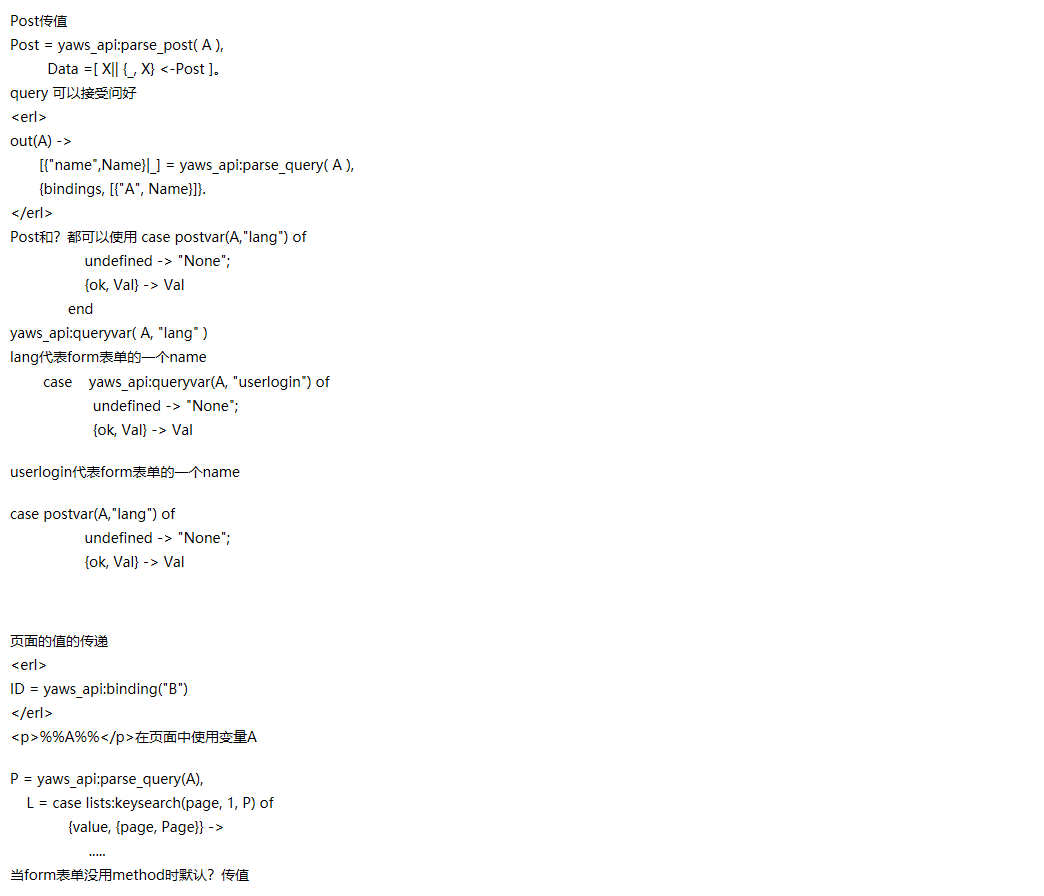 Post传值
Post = yaws_api:parse_post( A ),
Data =[ X|| {_, X} <-Post ]。
query 可以接受问好
<erl>
out(A) ->
[{"name",Name}|_] = yaws_api:parse_query( A ),
{bindings, [{"A", Name}]}.
</erl>
Post和？都可以使用 case postvar(A,"lang") of
undefined -> "None";
{ok, Val} -> Val
end
yaws_api:queryvar( A, "lang" )
lang代表form表单的一个name
case    yaws_api:queryvar(A, "userlogin") of
undefined -> "None";
{ok, Val} -> Val
userlogin代表form表单的一个name
case postvar(A,"lang") of
undefined -> "None";
{ok, Val} -> Val
页面的值的传递
<erl>
ID = yaws_api:binding("B")
</erl>
<p>%%A%%</p>在页面中使用变量A
P = yaws_api:parse_query(A),
L = case lists:keysearch(page, 1, P) of
{value, {page, Page}} ->
.....
当form表单没用method时默认？传值